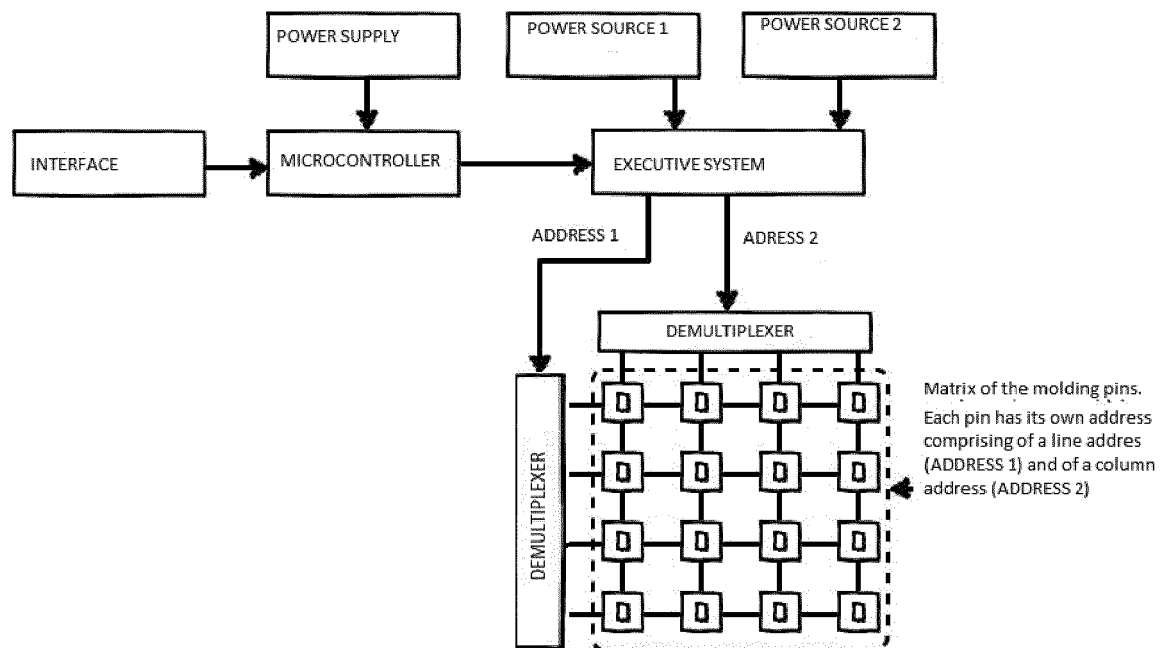 POWER SUPPLY
POWER SOURCE 1
POWER SOURCE 2
INTERFACE
MICROCONTROLLER
EXECUTIVE SYSTEM
ADDRESS 1
ADRESS 2
DEMULTIPLEXER
DEMULTIPLEXER
D D D D
D D D D
D D D D
D D D D
Matrix of the molding pins.
Each pin has its own address
comprising of a line addres
(ADDRESS 1) and of a column
address (ADDRESS 2)